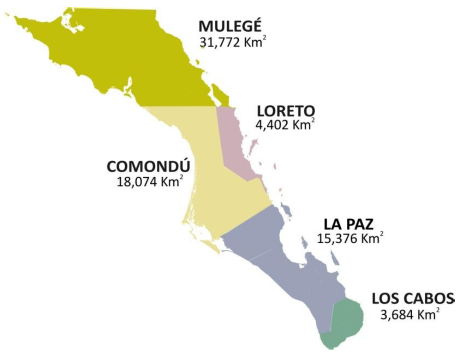 MULEGÉ
31,772 Km²
LORETO
4,402 Km²
COMONDÚ
18,074 Km²
LA PAZ
15,376 Km²
LOS CABOS
3,684 Km²